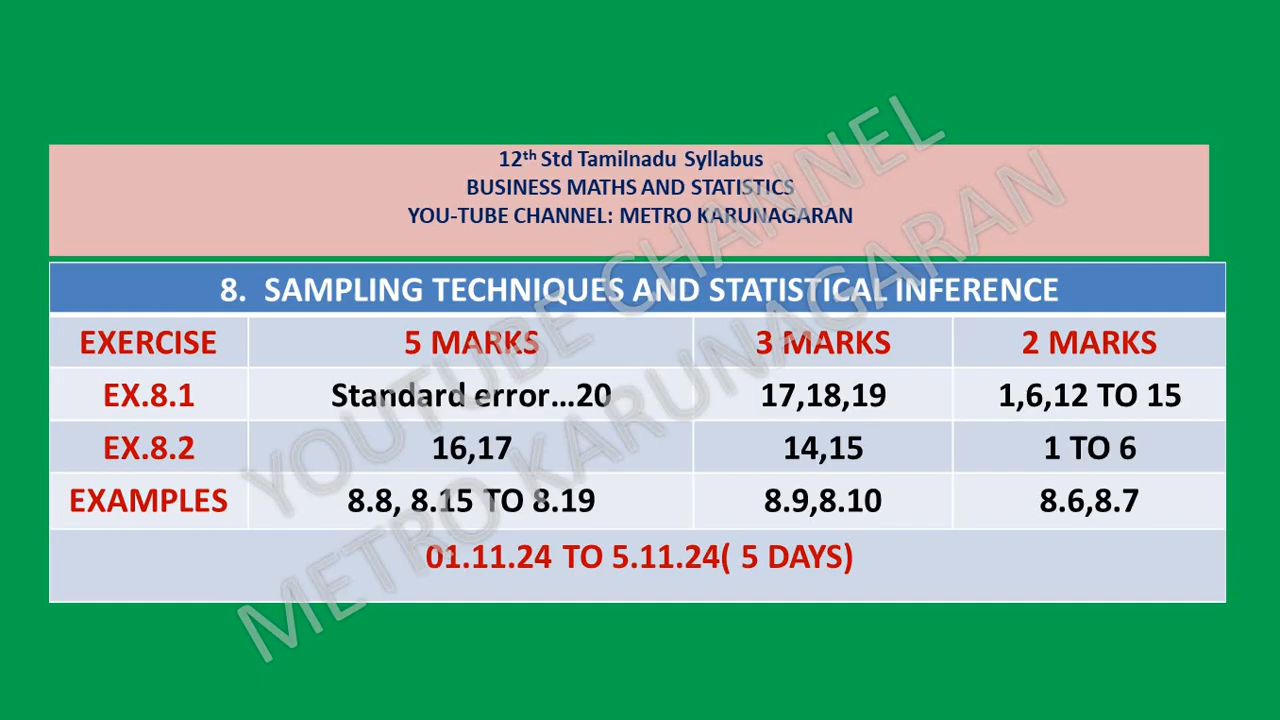 12th Std Tamilnadu Syllabus
BUSINESS MATHS AND STATISTICS
YOU-TUBE CHANNEL: METRO KARUNAGARAN
8. SAMPLING TECHNIQUES AND STATISTICAL INFERENCE
EXERCISE 5 MARKS 3 MARKS 2 MARKS
EX.8.1 Standard error...20 17,18,19 1,6,12 TO 15
EX.8.2 16,17 14,15 1 TO 6
EXAMPLES 8.8, 8.15 TO 8.19 8.9,8.10 8.6,8.7
01.11.24 TO 5.11.24( 5 DAYS)
YOUTUBE CHANNEL
METRO KARUNAGARAN